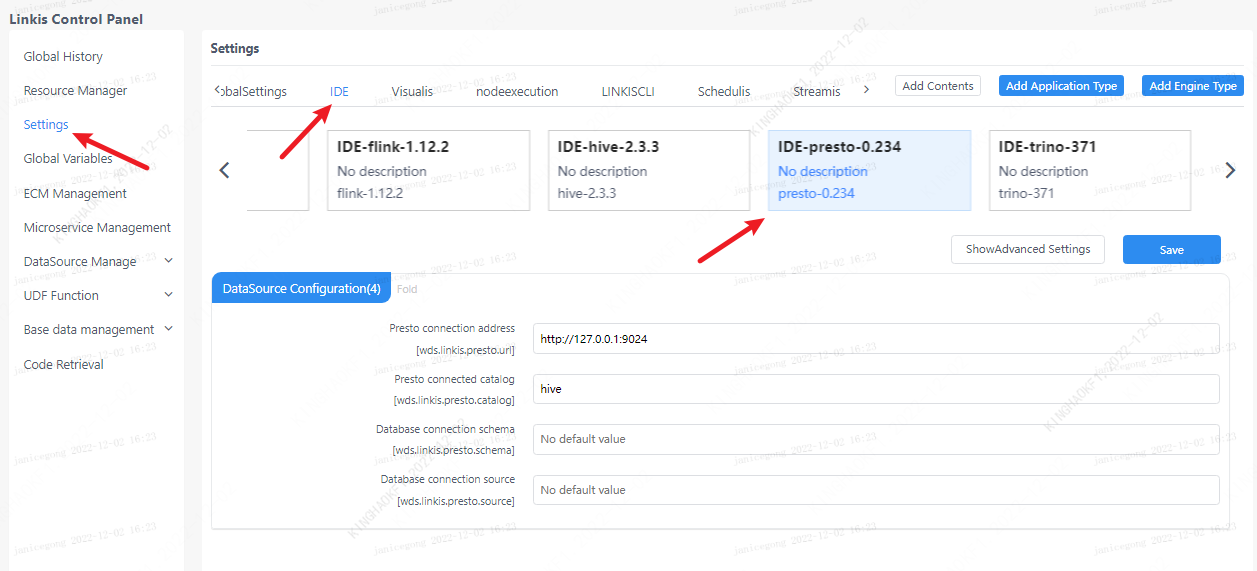 Linkis Control Panel
Global History
Resource Manager
Settings
Global Variables
ECM Management
Microservice Management
DataSource Manage
UDF Function
Base data management
Code Retrieval
Settings
obalSettings
IDE
Visualis
nodeexecution
LINKISCLI
Schedulis
Streamis
Add Contents
Add Application Type
Add Engine Type
IDE-flink-1.12.2
No description
flink-1.12.2
IDE-hive-2.3.3
No description
hive-2.3.3
IDE-presto-0.234
No description
presto-0.234
IDE-trino-371
No description
trino-371
ShowAdvanced Settings
Save
DataSource Configuration(4)
Fold
Presto connection address
[wds.linkis.presto.url]
http://127.0.0.1:9024
Presto connected catalog
[wds.linkis.presto.catalog]
hive
Database connection schema
[wds.linkis.presto.schema]
No default value
Database connection source
[wds.linkis.presto.source]
No default value